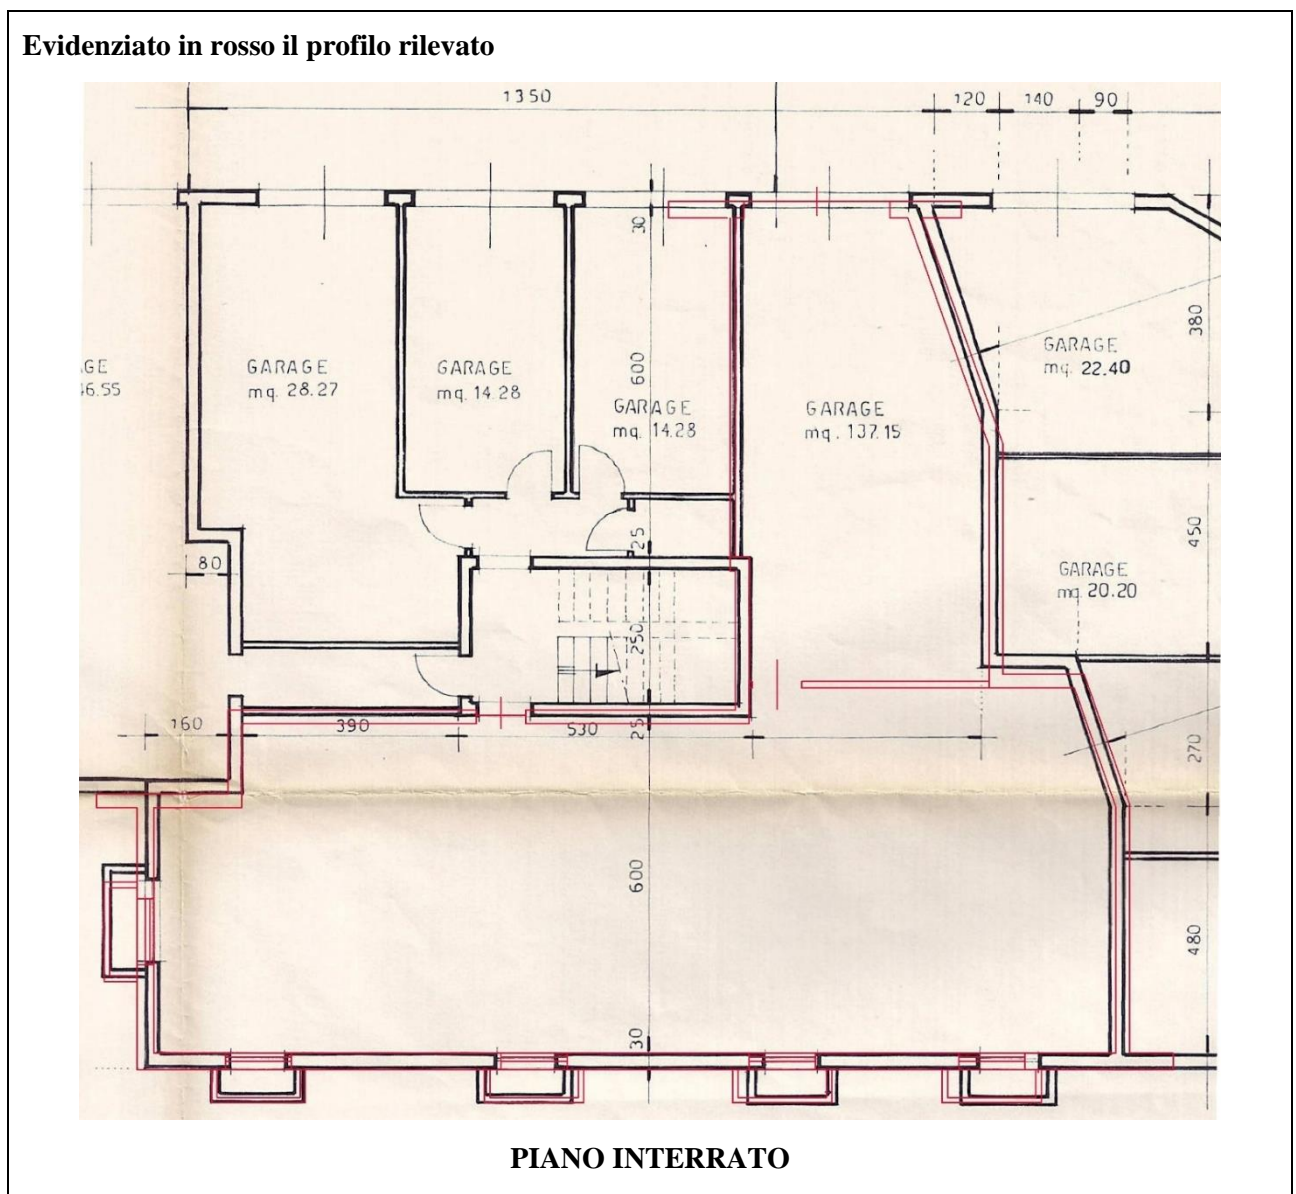 Evidenziato in rosso il profilo rilevato
1350
120 140 90
30
380
GE
46.55
GARAGE
mq. 28.27
GARAGE
mq. 14.28
600
GARAGE
mq. 14.28
GARAGE
mq. 137.15
GARAGE
mq. 22.40
25
450
80
GARAGE
mq. 20.20
250
160
390
530
25
270
600
480
30
PIANO INTERRATO